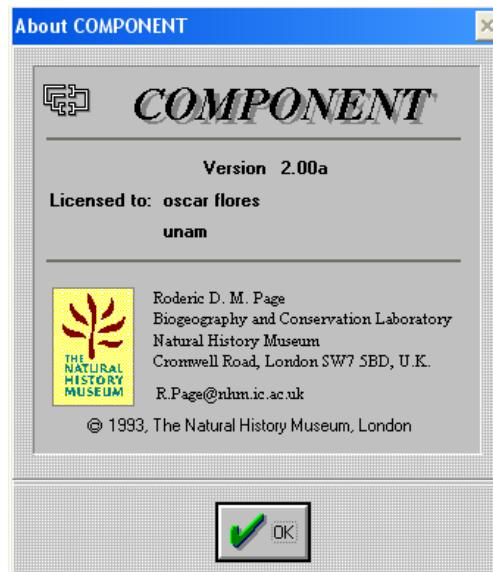 About COMPONENT
COMPONENT
Version 2.00a
Licensed to: oscar flores
unam
THE
NATURAL
HISTORY
MUSEUM
Roderic D. M. Page
Biogeography and Conservation Laboratory
Natural History Museum
Cromwell Road, London SW7 5BD, U.K.
R.Page@nhm.ic.ac.uk
© 1993, The Natural History Museum, London
OK